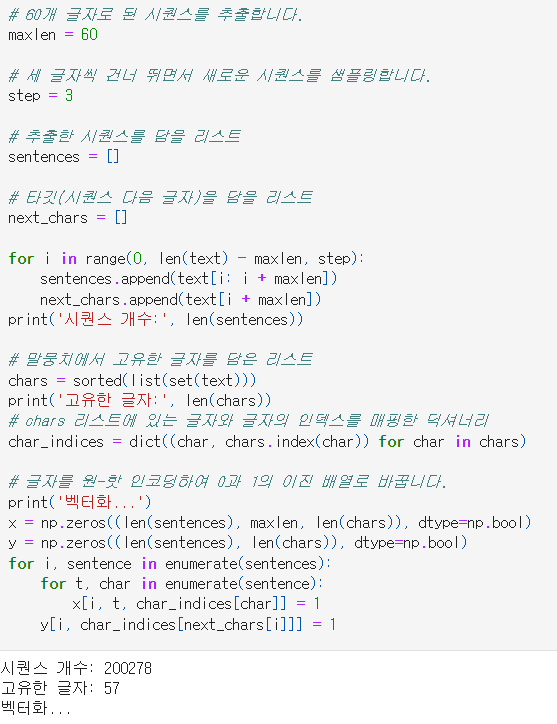 # 60개 글자로 된 시퀀스를 추출합니다.
maxlen = 60
# 세 글자씩 건너 뛰면서 새로운 시퀀스를 샘플링합니다.
step = 3
# 추출한 시퀀스를 담을 리스트
sentences = []
# 타깃(시퀀스 다음 글자)을 담을 리스트
next_chars = []
for i in range(0, len(text) - maxlen, step):
    sentences.append(text[i: i + maxlen])
    next_chars.append(text[i + maxlen])
print('시퀀스 개수:', len(sentences))
# 말뭉치에서 고유한 글자를 담은 리스트
chars = sorted(list(set(text)))
print('고유한 글자:', len(chars))
# chars 리스트에 있는 글자와 글자의 인덱스를 매핑한 딕셔너리
char_indices = dict((char, chars.index(char)) for char in chars)
# 글자를 원-핫 인코딩하여 0과 1의 이진 배열로 바꿉니다.
print('벡터화...')
x = np.zeros((len(sentences), maxlen, len(chars)), dtype=np.bool)
y = np.zeros((len(sentences), len(chars)), dtype=np.bool)
for i, sentence in enumerate(sentences):
    for t, char in enumerate(sentence):
        x[i, t, char_indices[char]] = 1
    y[i, char_indices[next_chars[i]]] = 1
시퀀스 개수: 200278
고유한 글자: 57
벡터화...